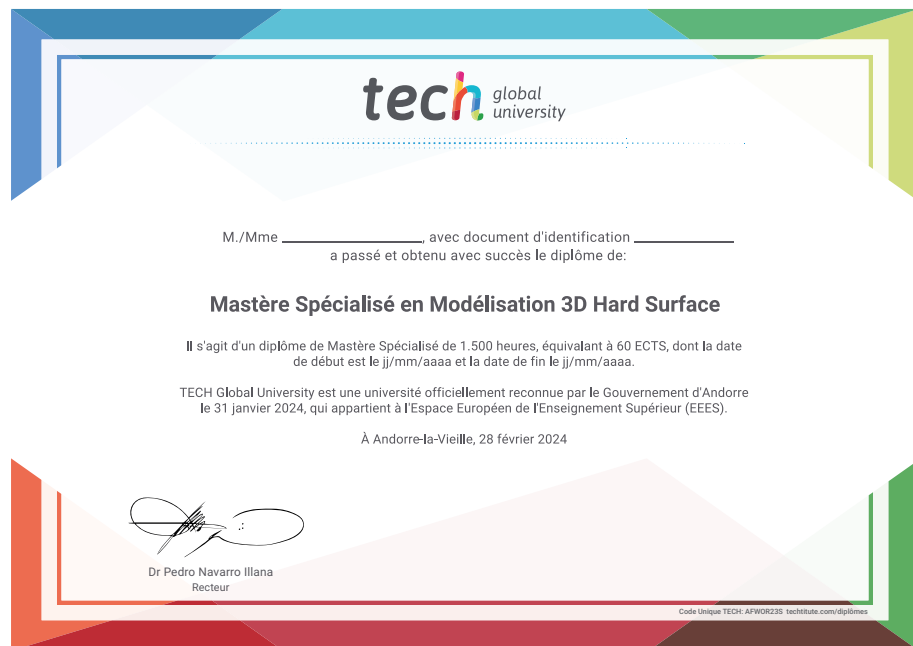 tech global
university
M./Mme ____________________, avec document d'identification ______________
a passé et obtenu avec succès le diplôme de:
Mastère Spécialisé en Modélisation 3D Hard Surface
Il s'agit d'un diplôme de Mastère Spécialisé de 1.500 heures, équivalant à 60 ECTS, dont la date
de début est le jj/mm/aaaa et la date de fin le jj/mm/aaaa.
TECH Global University est une université officiellement reconnue par le Gouvernement d'Andorre
le 31 janvier 2024, qui appartient à l'Espace Européen de l'Enseignement Supérieur (EEES).
À Andorre-la-Vieille, 28 février 2024
Dr Pedro Navarro Illana
Recteur
Code Unique TECH: AFWOR23S techtitute.com/diplômes